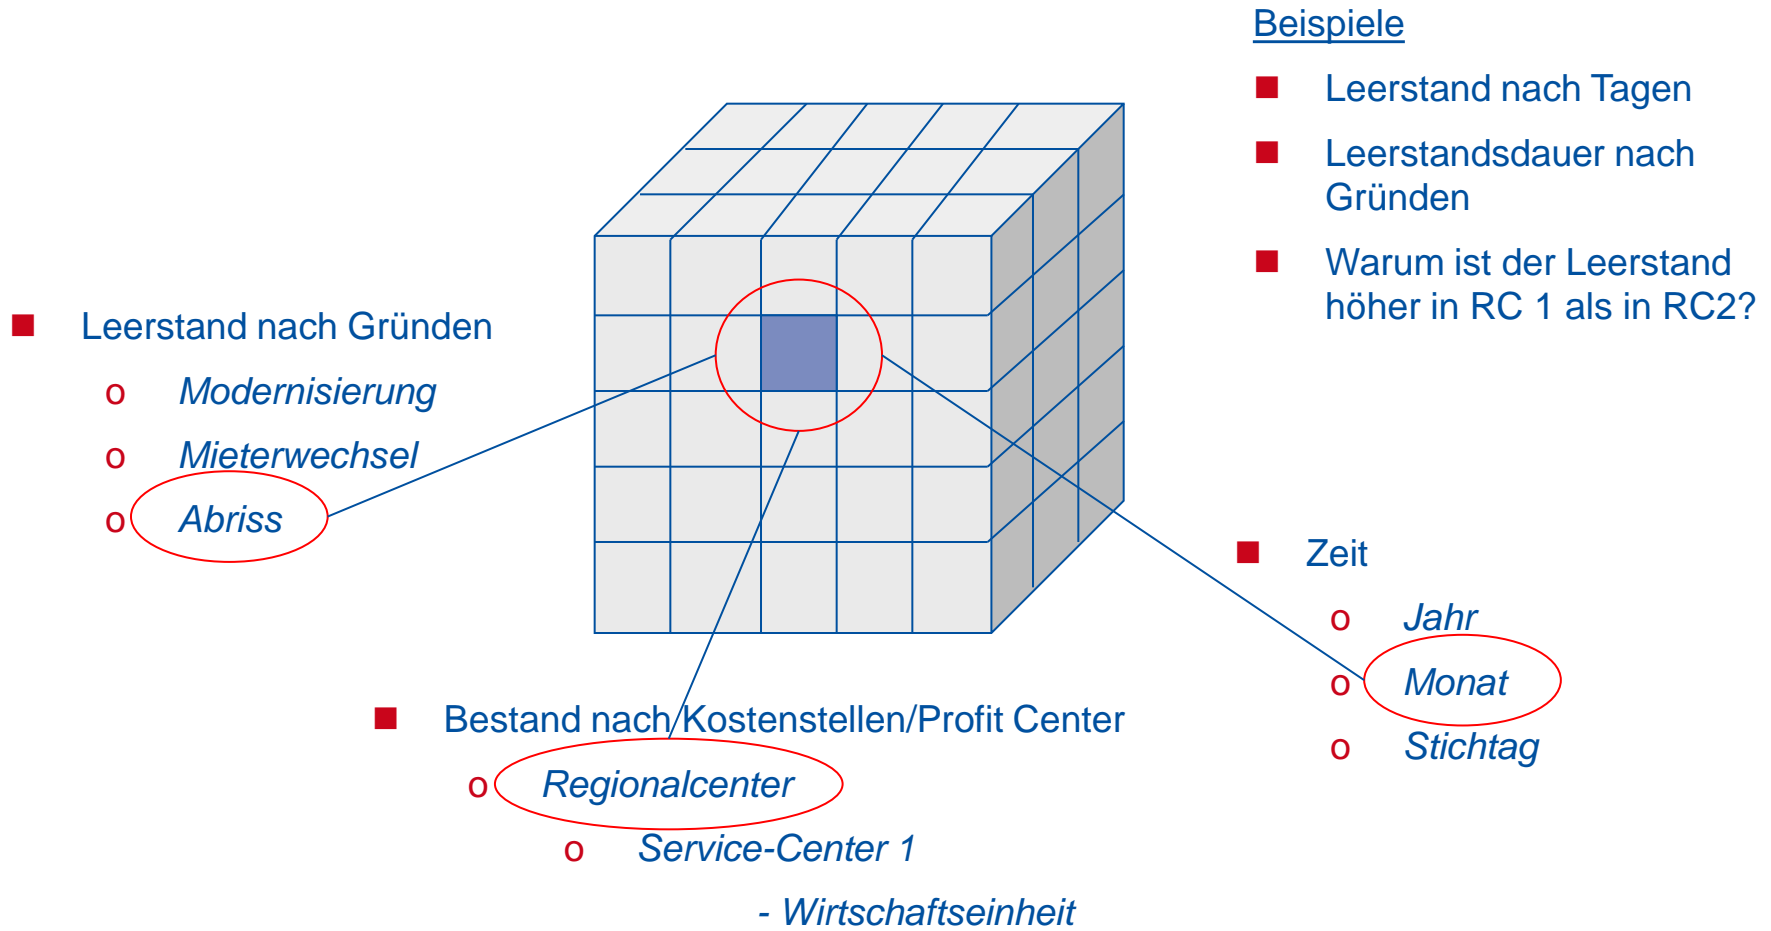 Beispiele
Leerstand nach Tagen
Leerstandsdauer nach
Gründen
Warum ist der Leerstand
höher in RC 1 als in RC2?
Leerstand nach Gründen
o Modernisierung
o Mieterwechsel
o Abriss
Zeit
o Jahr
o Monat
o Stichtag
Bestand nach Kostenstellen/Profit Center
o Regionalcenter
o Service-Center 1
- Wirtschaftseinheit